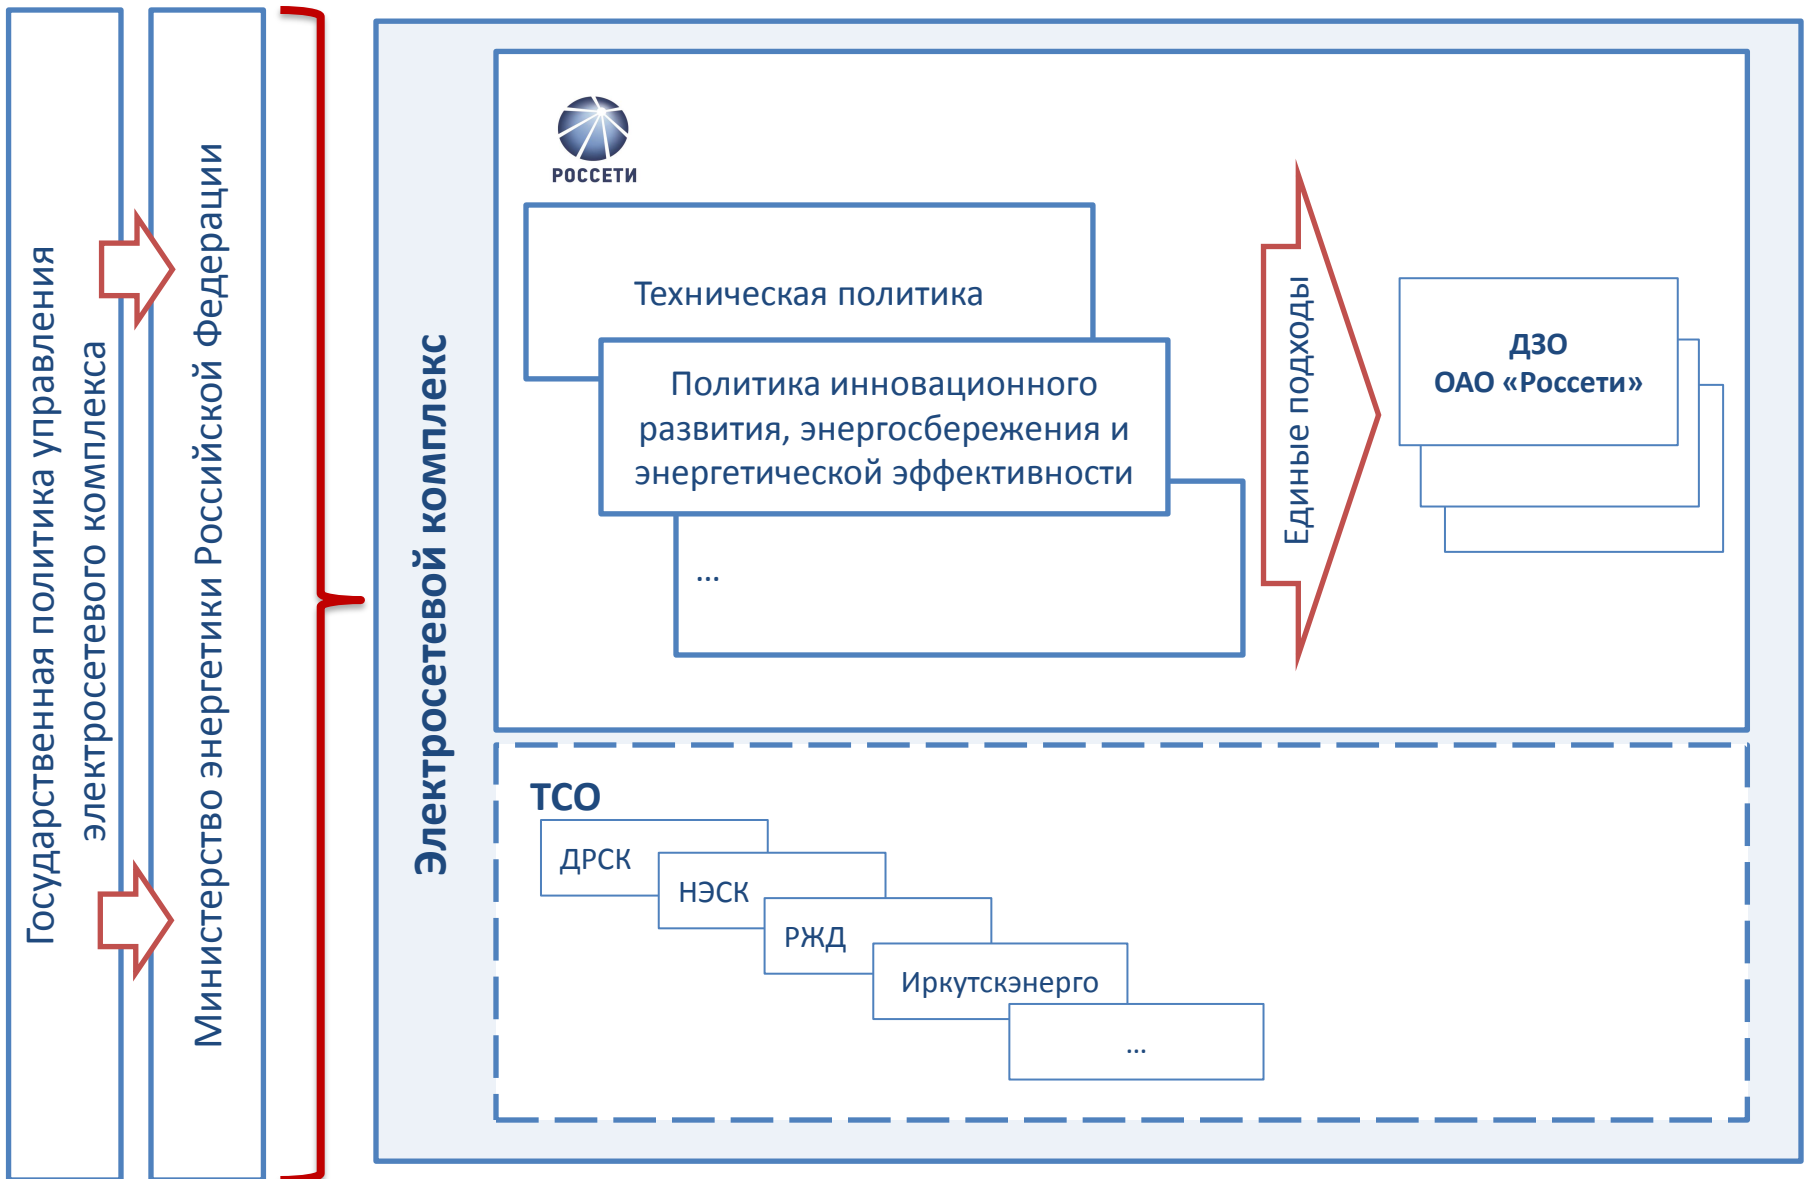 Государственная политика управления
электросетевого комплекса
Министерство энергетики Российской Федерации
Электросетевой комплекс
РОССЕТИ
Техническая политика
Политика инновационного
развития, энергосбережения и
энергетической эффективности
...
Единые подходы
ДЗО
ОАО «Россети»
ТСО
ДРСК
НЭСК
РЖД
Иркутскэнерго
...